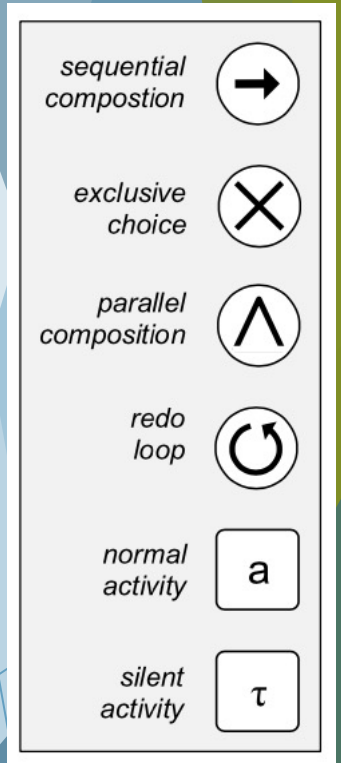 sequential
compostion
exclusive
choice
parallel
composition
redo
loop
normal
activity
a
silent
activity
τ